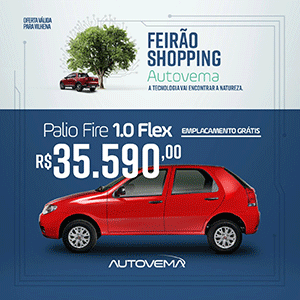 OFERTA VÁLIDA
PARA VILHENA
FEIRÃO
SHOPPING
Autovema
A TECNOLOGIA VAI ENCONTRAR A NATUREZA.
Palio Fire 1.0 Flex EMPLACAMENTO GRÁTIS
R$35.590,00
AUTOVEMA